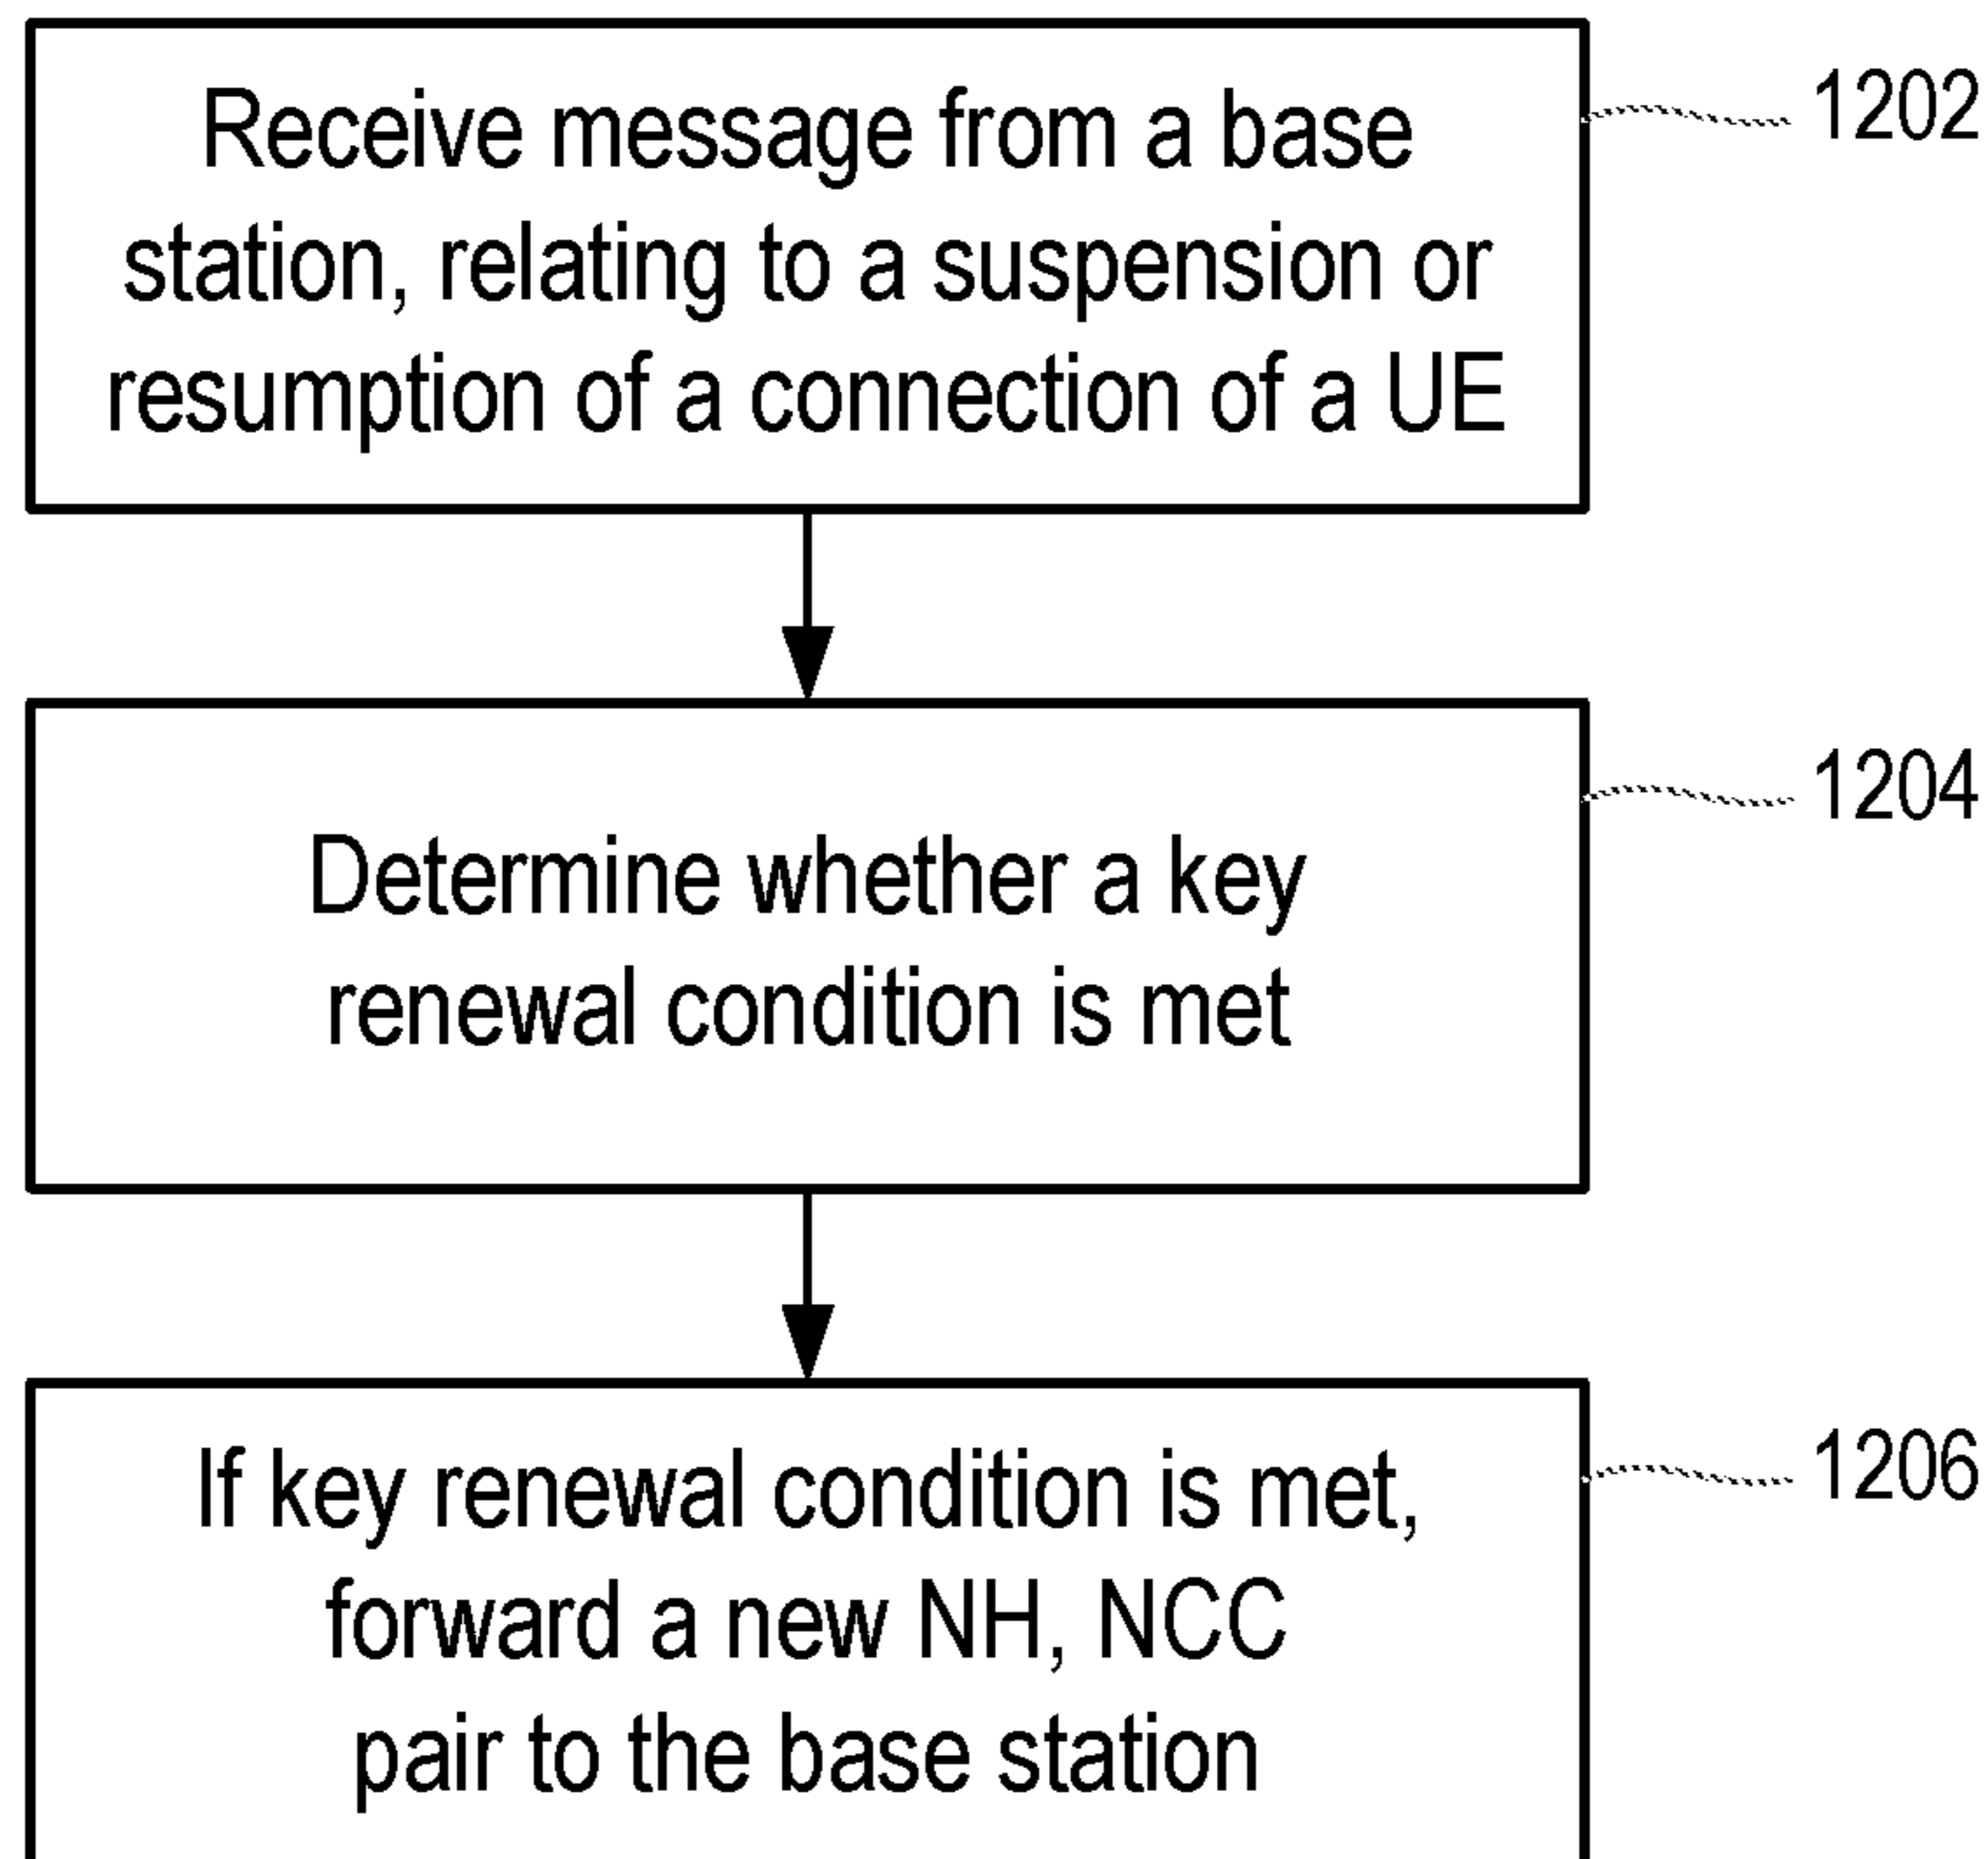 Receive message from a base
station, relating to a suspension or
resumption of a connection of a UE
1202
Determine whether a key
renewal condition is met
1204
If key renewal condition is met,
forward a new NH, NCC
pair to the base station
1206